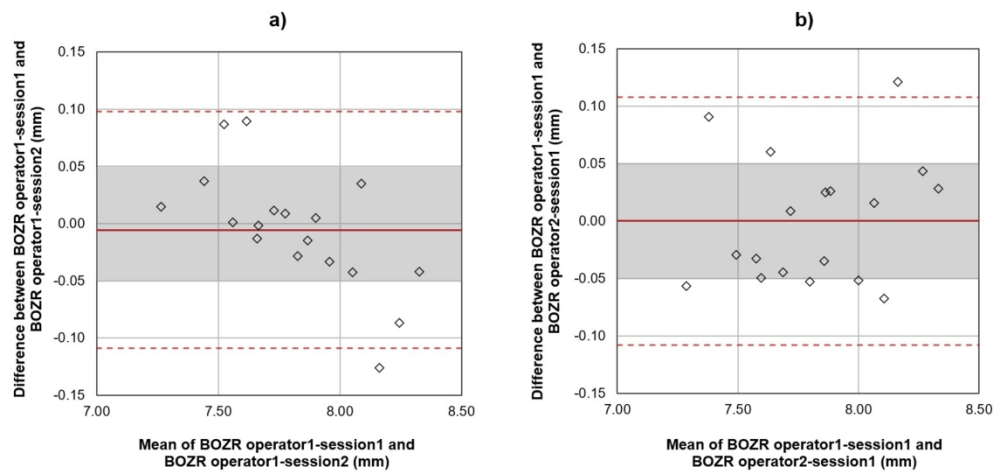 a)
Difference between BOZR operator1-session1 and
BOZR operator1-session2 (mm)
0.15
0.10
0.05
0.00
-0.05
-0.10
-0.15
7.00
7.50
8.00
8.50
Mean of BOZR operator1-session1 and
BOZR operator1-session2 (mm)
b)
Difference between BOZR operator1-session1 and
BOZR operator2-session1 (mm)
0.15
0.10
0.05
0.00
-0.05
-0.10
-0.15
7.00
7.50
8.00
8.50
Mean of BOZR operator1-session1 and
BOZR operator2-session1 (mm)